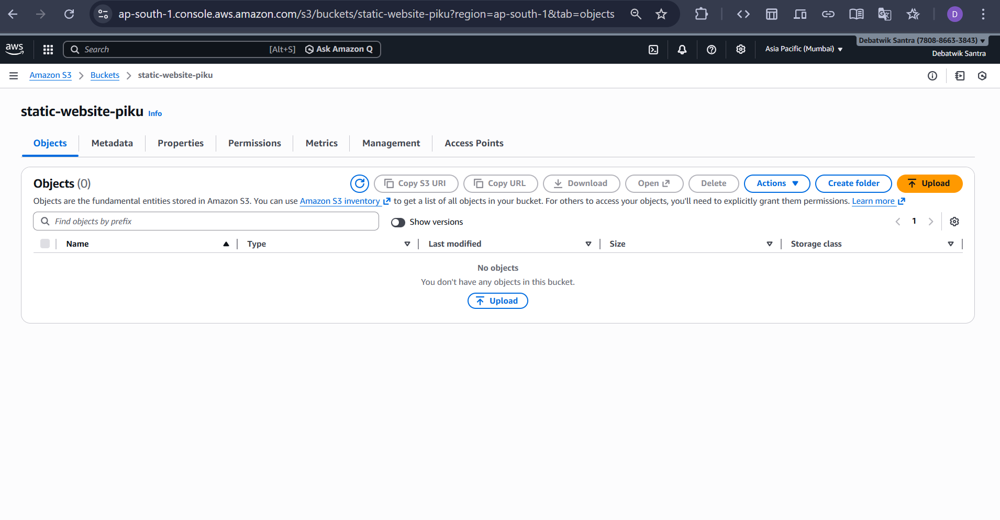 ap-south-1.console.aws.amazon.com/s3/buckets/static-website-piku?region=ap-south-1&tab=objects
D
aws
Search
[Alt+S]
Ask Amazon Q
Asia Pacific (Mumbai)
Debatwik Santra (7808-8663-3843)
Debatwik Santra
Amazon S3
Buckets
static-website-piku
static-website-piku Info
Objects
Metadata
Properties
Permissions
Metrics
Management
Access Points
Objects (0)
Copy S3 URI
Copy URL
Download
Open
Delete
Actions
Create folder
Upload
Objects are the fundamental entities stored in Amazon S3. You can use Amazon S3 inventory to get a list of all objects in your bucket. For others to access your objects, you'll need to explicitly grant them permissions. Learn more
Find objects by prefix
Show versions
1
Name
Type
Last modified
Size
Storage class
No objects
You don't have any objects in this bucket.
Upload